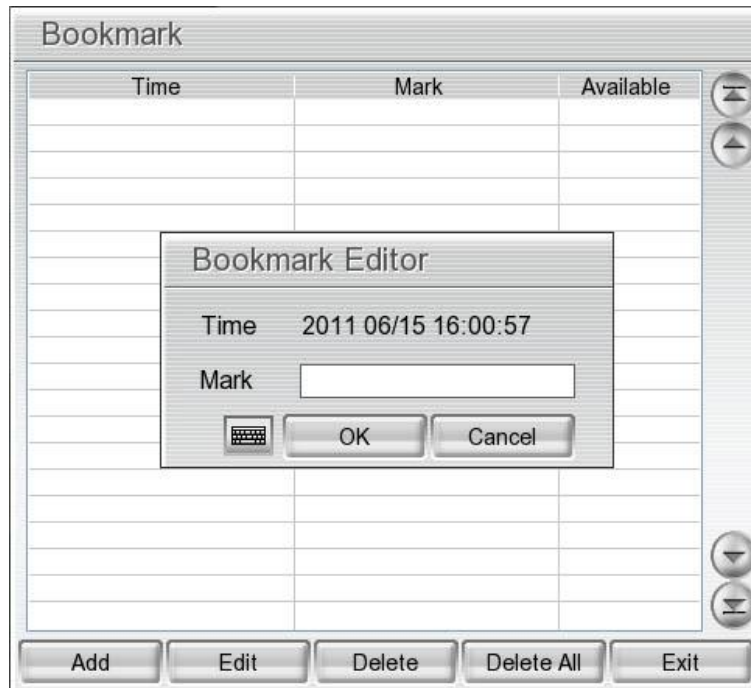 Bookmark
Time Mark Available
Bookmark Editor
Time 2011 06/15 16:00:57
Mark
OK Cancel
Add Edit Delete Delete All Exit